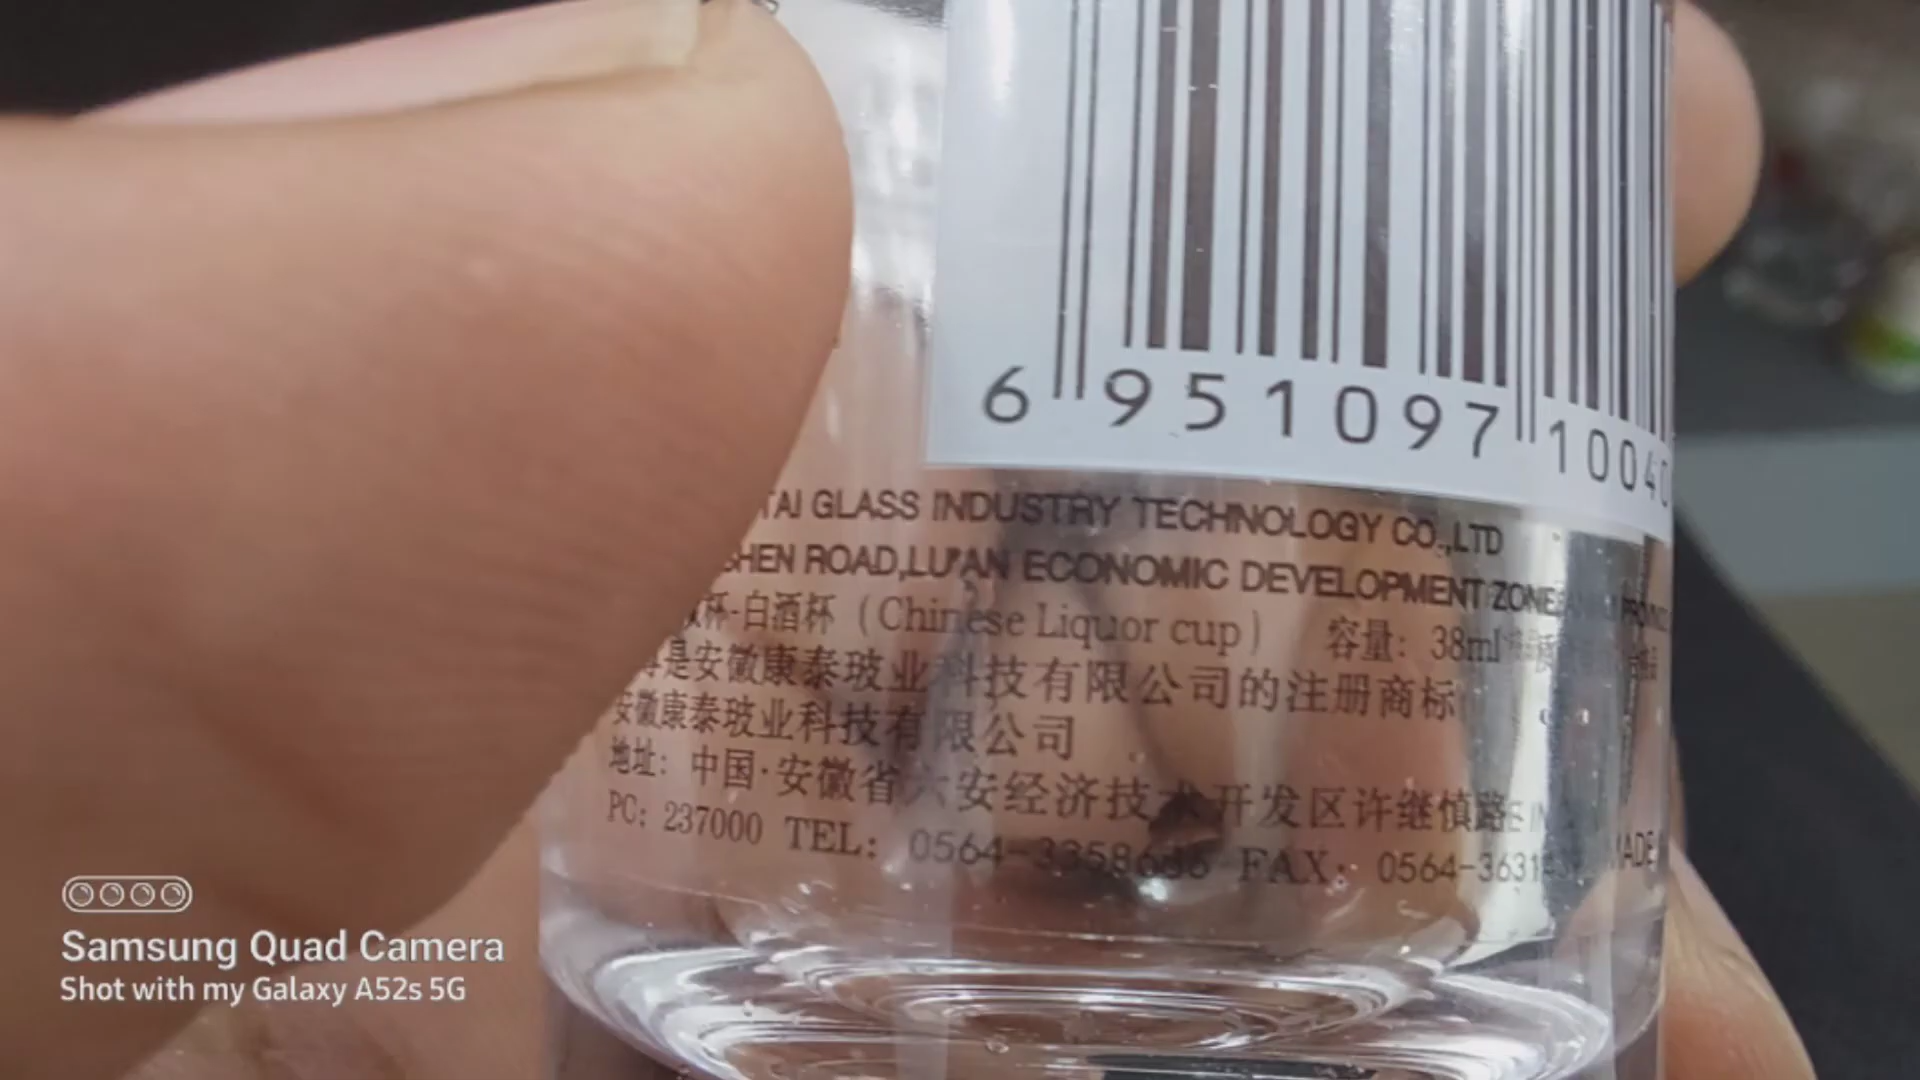 6 951097 1004
TAI GLASS INDUSTRY TECHNOLOGY CO.,LTD
SHEN ROAD,LU'AN ECONOMIC DEVELOPMENT ZONE
杯-白酒杯 (Chinese Liquor cup) 容量: 38ml
是安徽康泰玻业科技有限公司的注册商标
安徽康泰玻业科技有限公司
地址: 中国·安徽省六安经济技术开发区许继慎路
PC: 237000 TEL: 0564-3358686 FAX: 0564-3631
MADE
Samsung Quad Camera
Shot with my Galaxy A52s 5G